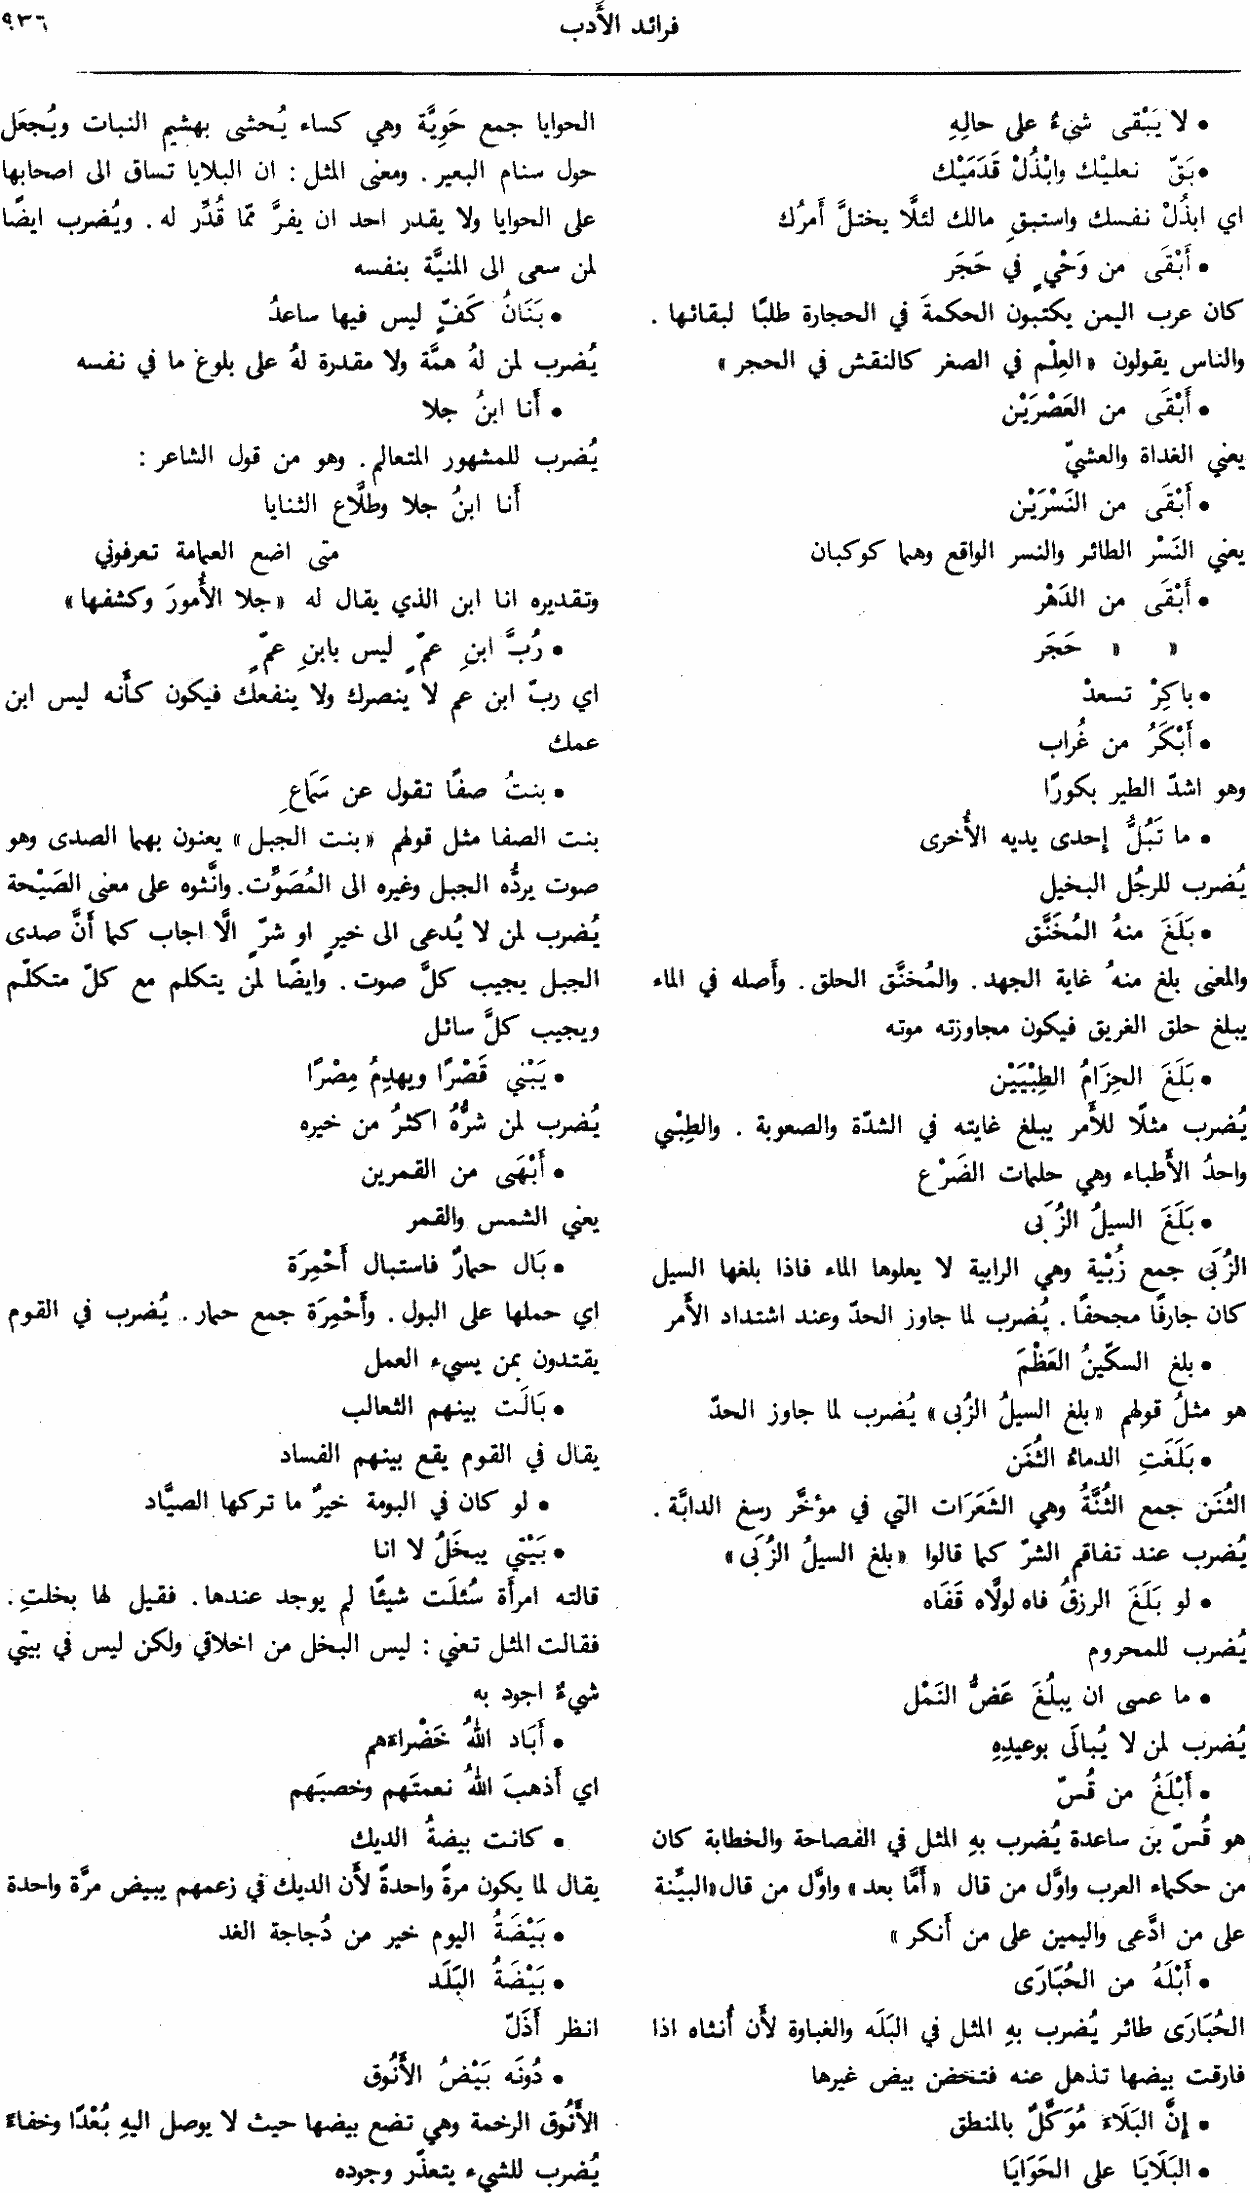 فرائد الأَدب
٩٣٦
• لا يَبْقى شيءٌ على حالِهِ
• بَقّ نعليْك وابْذُلْ قَدَمَيْك
اي ابذُلْ نفسك واستبقِ مالك لئلَّا يختلَّ أَمرُك
• أَبْقَى من وَحْيٍ في حَجَر
كان عرب اليمن يكتبون الحكمةَ في الحجارة طلبًا لبقائها .
والناس يقولون «العِلْم في الصغر كالنقش في الحجر»
• أَبْقَى من العَصْرَيْن
يعني الغداة والعشيّ
• أَبْقَى من النَسْرَيْن
يعني النَسْر الطائر والنسر الواقع وهما كوكبان
• أَبْقَى من الدَهْر
» » حَجَر
• باكِرْ تسعدْ
• أَبْكَرُ من غُراب
وهو اشدّ الطير بكورًا
• ما تَبُلُّ إحدى يديه الأُخرى
يُضرب للرجُل البخيل
• بَلَغَ منهُ المُخَنَّق
والمعنى بلغ منهُ غاية الجهد. والمُخنَّق الحلق. وأَصله في الماء
يبلغ حلق الغريق فيكون مجاوزته موته
• بَلَغَ الحِزَامُ الطِبْيَيْن
يُضرب مثلًا للأَمر يبلغ غايته في الشدّة والصعوبة . والطِبْي
واحدُ الأَطباء وهي حلمات الضَرْع
• بَلَغَ السيلُ الزُبَى
الزُبَى جمع زُبْية وهي الرابية لا يعلوها الماء فاذا بلغها السيل
كان جارفًا مجحفًا. يُضرب لما جاوز الحدّ وعند اشتداد الأَمر
• بلغ السكّينُ العَظْمَ
هو مثلُ قولهم «بلغ السيلُ الزُبى» يُضرب لما جاوز الحدّ
• بَلَغَتِ الدماءُ الثُنَن
الثُنَن جمع الثُنَّةُ وهي الشَعَرَات التي في مؤخَّر رسغ الدابَّة .
يُضرب عند تفاقم الشرّ كما قالوا «بلغ السيلُ الزُبَى»
• لو بَلَغَ الرزقُ فاه لولَّاه قَفَاه
يُضرب للمحروم
• ما عسى ان يبلُغَ عَضُّ النَمْل
يُضرب لمن لا يُبالَى بوعيدِهِ
• أَبْلَغُ من قُسّ
هو قُسّ بن ساعدة يُضرب بهِ المثل في الفصاحة والخطابة كان
من حكماء العرب واوَّل من قال «أَمَّا بعد» واوَّل من قال «البيِّنة
على من ادَّعى واليمين على من أَنكر»
• أَبْلَهُ من الحُبَارَى
الحُبَارَى طائر يُضرب بهِ المثل في البَلَه والغباوة لأَن أُنثاه اذا
فارقت بيضها تذهل عنه فتحضن بيض غيرها
• إنَّ البَلَاءَ مُوَكَّلٌ بالمنطق
• البَلَايَا على الحَوَايَا
الحوايا جمع حَوِيَّة وهي كساء يُحشى بهشيم النبات ويُجعَل
حول سنام البعير. ومعنى المثل: ان البلايا تساق الى اصحابها
على الحوايا ولا يقدر احد ان يفرَّ ممّا قُدِّر له. ويُضرب ايضًا
لمن سعى الى المنيَّة بنفسه
• بَنَانُ كَفٍّ ليس فيها ساعدُ
يُضرب لمن لهُ همَّة ولا مقدرة لهُ على بلوغ ما في نفسه
• أَنا ابنُ جلا
يُضرب للمشهور المتعالم. وهو من قول الشاعر:
أَنا ابنُ جلا وطلَّاع الثنايا
متى اضع العمامة تعرفوني
وتقديره انا ابن الذي يقال له «جلا الأُمورَ وكشفها»
• رُبَّ ابنِ عمٍّ ليس بابنِ عمٍّ
اي ربّ ابن عم لا ينصرك ولا ينفعك فيكون كأَنه ليس ابن
عمك
• بنتُ صفًا تقول عن سَمَاعِ
بنت الصفا مثل قولهم «بنت الجبل» يعنون بهما الصدى وهو
صوت يردُّه الجبل وغيره الى المُصَوِّت. وانَّثوه على معنى الصَيْحة
يُضرب لمن لا يُدعى الى خيرٍ او شرٍّ الَّا اجاب كما أَنَّ صدى
الجبل يجيب كلَّ صوت. وايضًا لمن يتكلم مع كلّ متكلّم
ويجيب كلَّ سائل
• يَبْني قَصْرًا ويهدِمُ مِصْرًا
يُضرب لمن شرُّهُ اكثرُ من خيره
• أَبْهَى من القمرين
يعني الشمس والقمر
• بَال حمارٌ فاستبال أَحْمِرَة
اي حملها على البول. وأَحْمِرَة جمع حمار. يُضرب في القوم
يقتدون بمن يسيء العمل
• بَالَت بينهم الثعالب
يقال في القوم يقع بينهم الفساد
• لو كان في البومة خيرٌ ما تركها الصيَّاد
• بَيْتي يبخَلُ لا انا
قالته امرأَة سُئلَت شيئًا لم يوجد عندها. فقيل لها بخلتِ.
فقالت المثل تعني: ليس البخل من اخلاقي ولكن ليس في بيتي
شيءٌ اجود به
• أَبَاد اللهُ خَضْراءَهم
اي أَذهبَ اللهُ نعمتَهم وخصبَهم
• كانت بيضةُ الديك
يقال لما يكون مرةً واحدةً لأَن الديك في زعمهم يبيض مرَّة واحدة
• بَيْضَةُ اليوم خير من دُجاجة الغد
• بَيْضَةُ البَلَد
انظر أَذَلّ
• دُونَه بَيْضُ الأَنُوق
الأَنُوق الرخمة وهي تضع بيضها حيث لا يوصل اليهِ بُعْدًا وخفاءً
يُضرب للشيء يتعذّر وجوده